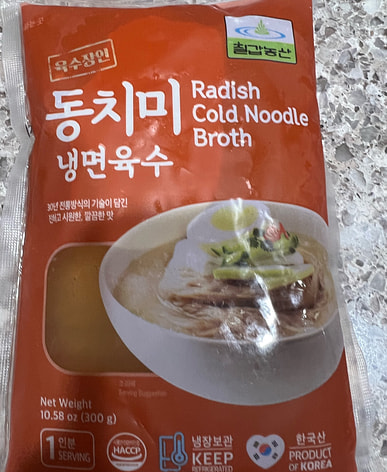 육수장인
칠갑농산
동치미
냉면육수
Radish
Cold Noodle
Broth
30년 전통방식의 기술이 담긴
시원한, 깔끔한 맛
Serving Suggestion
Net Weight
10.58 oz (300 g)
1 인분
SERVING
HACCP
냉장보관
KEEP
REFRIGERATED
한국산
PRODUCT
OF KOREA